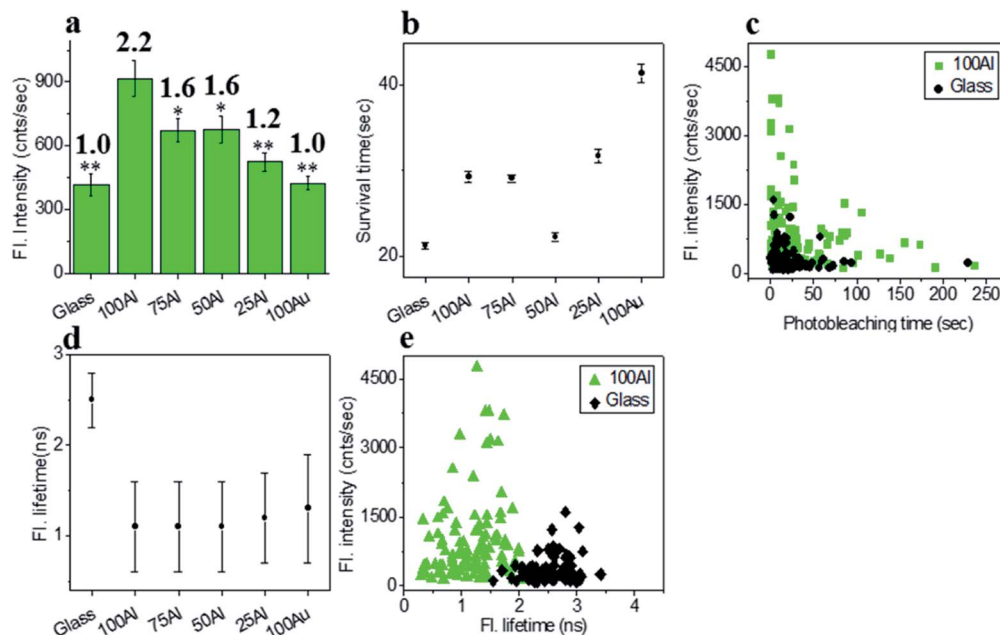 a
Fl. Intensity (cnts/sec)
900
600
300
0
1.0
**
2.2
1.6
*
1.6
*
1.2
**
1.0
**
Glass 100Al 75Al 50Al 25Al 100Au
b
Survival time(sec)
40
30
20
Glass 100Al 75Al 50Al 25Al 100Au
c
Fl. intensity (cnts/sec)
4500
3000
1500
0
100Al
Glass
0 50 100 150 200 250
Photobleaching time (sec)
d
Fl. lifetime(ns)
3
2
1
Glass 100Al 75Al 50Al 25Al 100Au
e
Fl. intensity (cnts/sec)
4500
3000
1500
0
100Al
Glass
0 1 2 3 4
Fl. lifetime (ns)